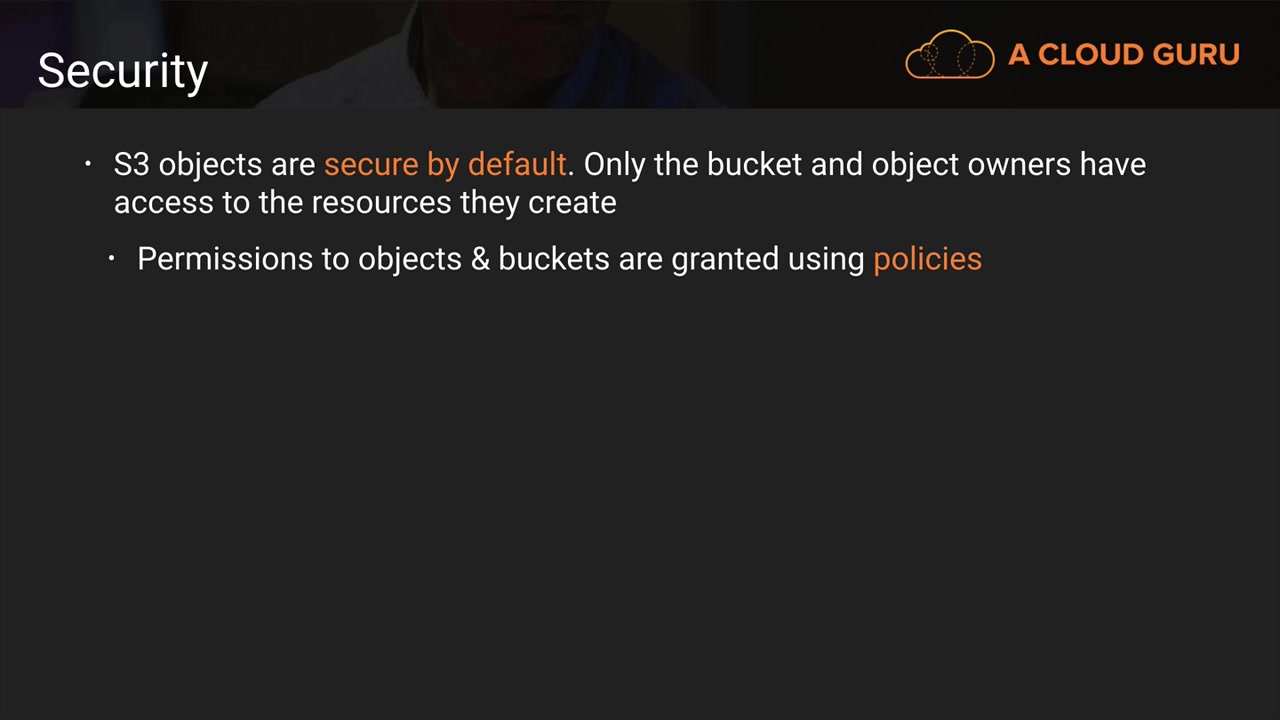 Security
A CLOUD GURU
• S3 objects are secure by default. Only the bucket and object owners have
access to the resources they create
• Permissions to objects & buckets are granted using policies